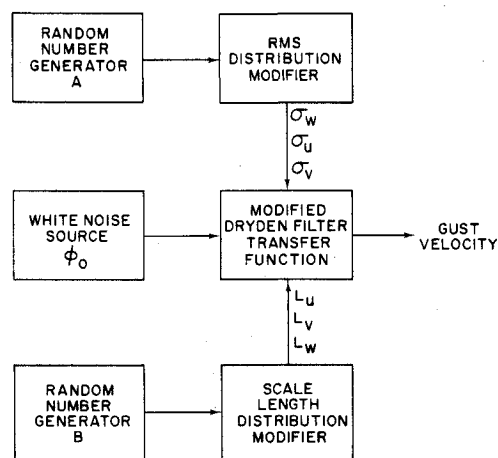 RANDOM
NUMBER
GENERATOR
A
RMS
DISTRIBUTION
MODIFIER
σw
σu
σv
WHITE NOISE
SOURCE
ϕo
MODIFIED
DRYDEN FILTER
TRANSFER
FUNCTION
GUST
VELOCITY
Lu
Lv
Lw
RANDOM
NUMBER
GENERATOR
B
SCALE
LENGTH
DISTRIBUTION
MODIFIER